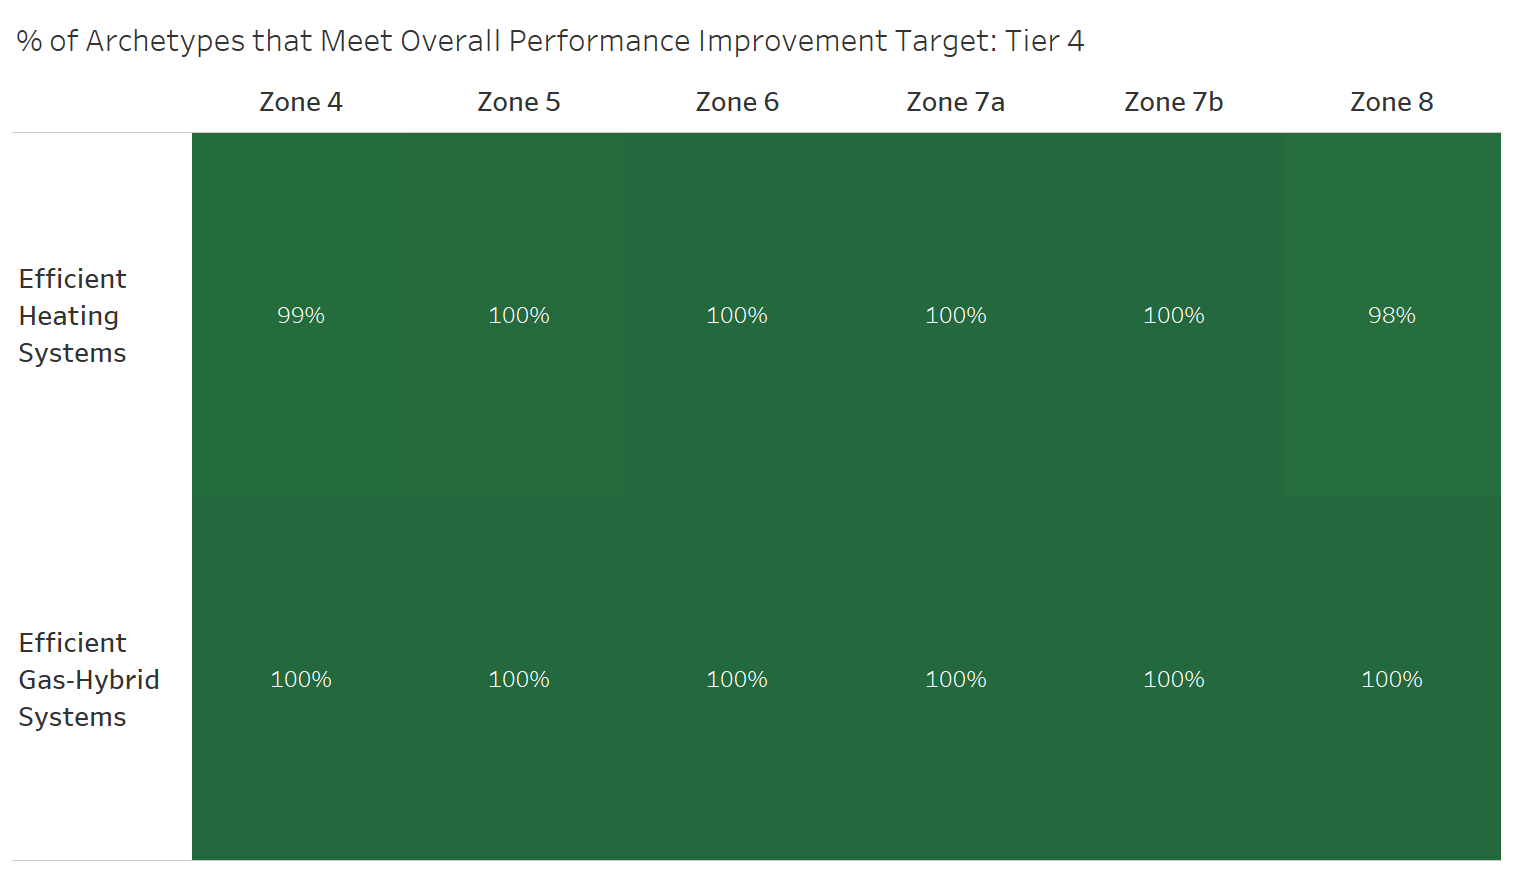 % of Archetypes that Meet Overall Performance Improvement Target: Tier 4
Zone 4 Zone 5 Zone 6 Zone 7a Zone 7b Zone 8
Efficient
Heating
Systems
99% 100% 100% 100% 100% 98%
Efficient
Gas-Hybrid
Systems
100% 100% 100% 100% 100% 100%